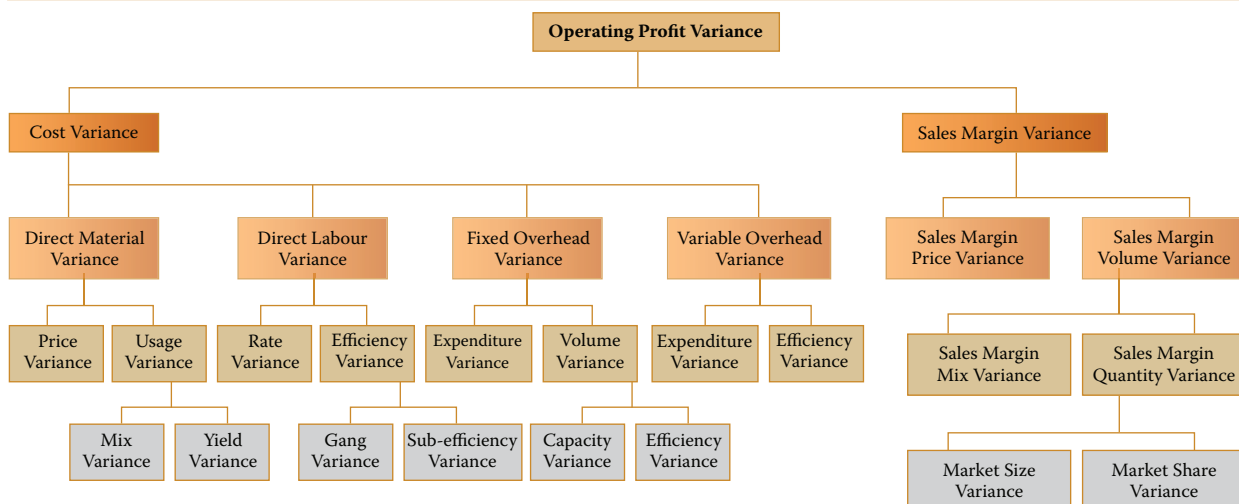 Operating Profit Variance
Cost Variance
Sales Margin Variance
Direct Material
Variance
Direct Labour
Variance
Fixed Overhead
Variance
Variable Overhead
Variance
Sales Margin
Price Variance
Sales Margin
Volume Variance
Price
Variance
Usage
Variance
Rate
Variance
Efficiency
Variance
Expenditure
Variance
Volume
Variance
Expenditure
Variance
Efficiency
Variance
Sales Margin
Mix Variance
Sales Margin
Quantity Variance
Mix
Variance
Yield
Variance
Gang
Variance
Sub-efficiency
Variance
Capacity
Variance
Efficiency
Variance
Market Size
Variance
Market Share
Variance